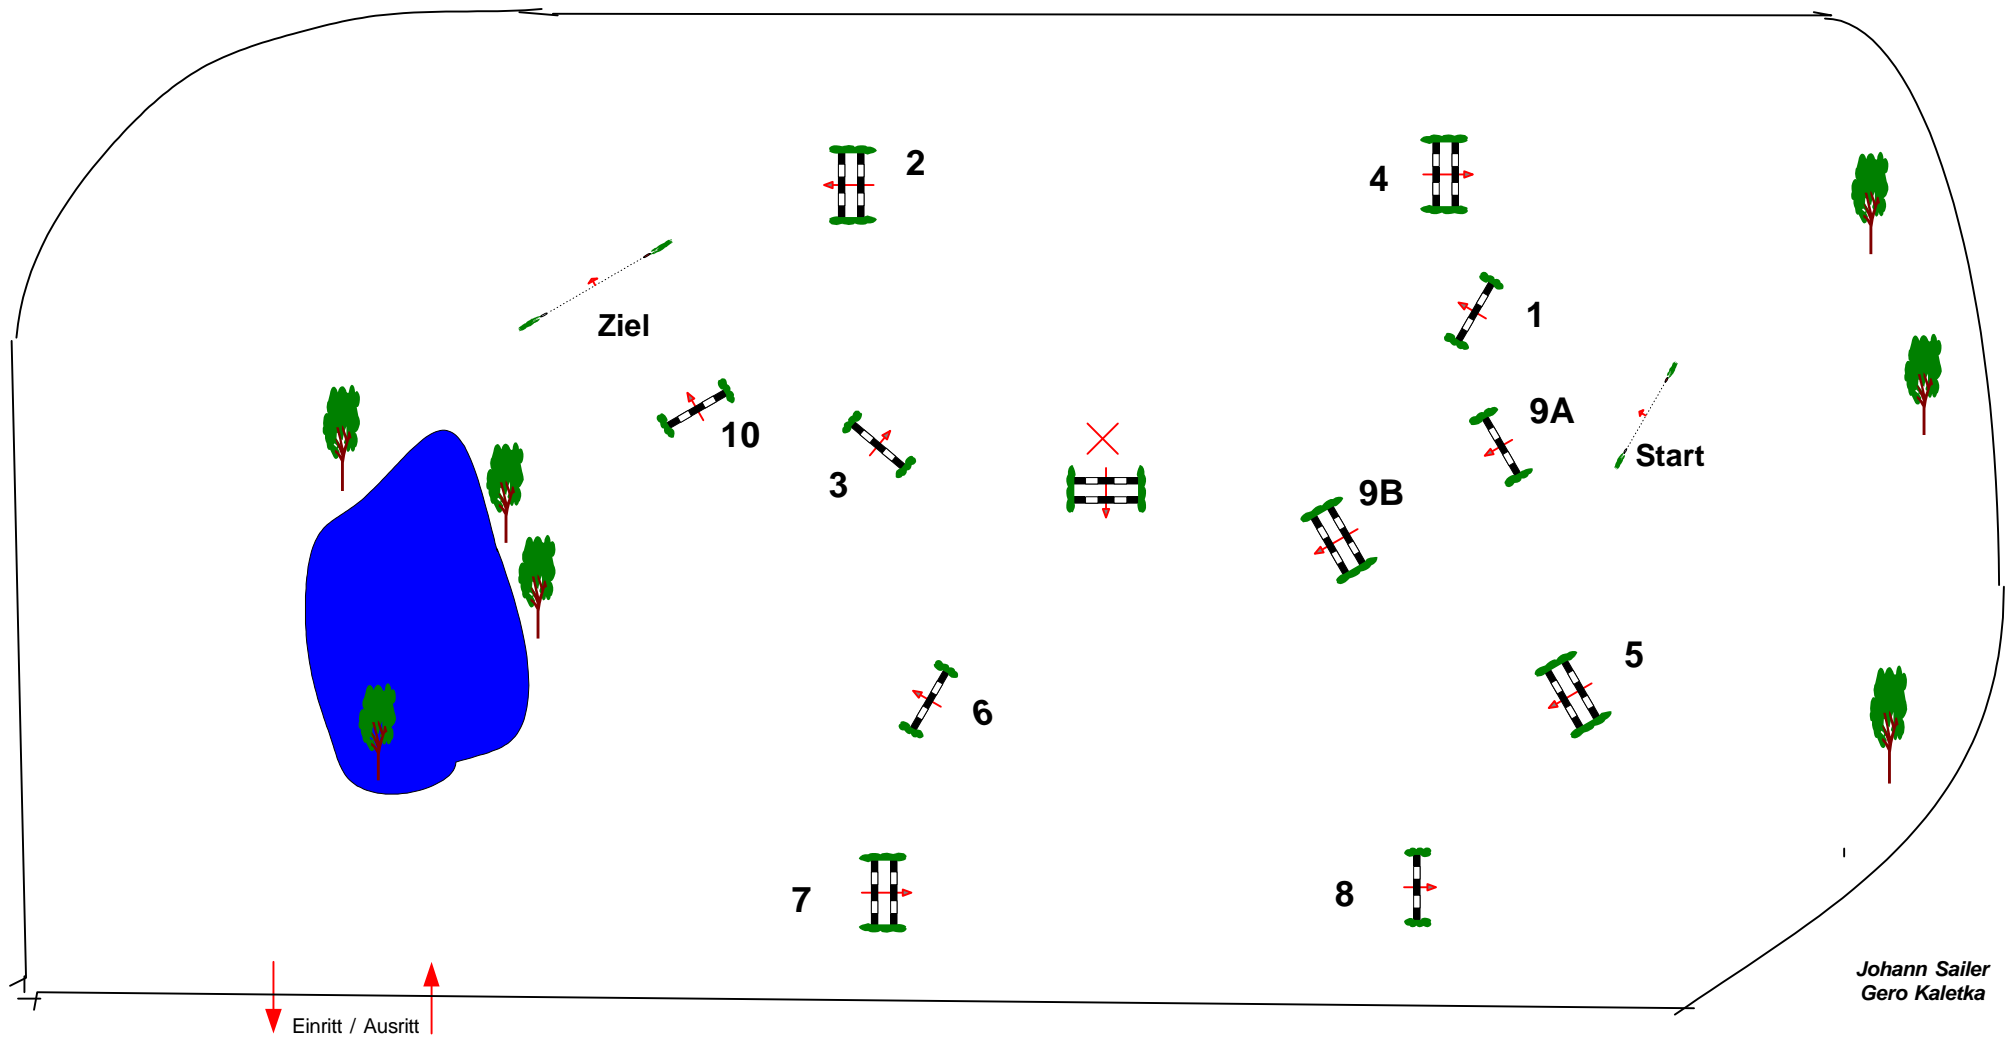 2
4
1
Ziel
9A
10
Start
3
9B
5
6
7
8
Johann Sailer
Gero Kaletka
Einritt / Ausritt